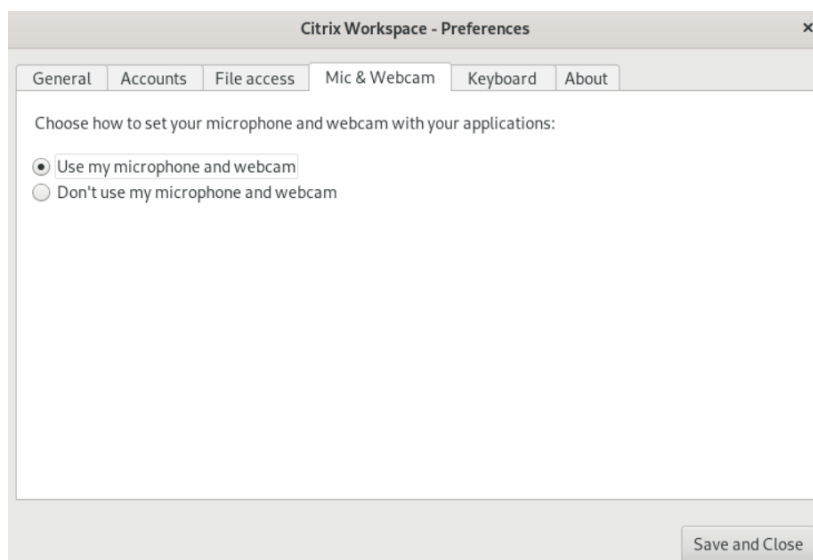 Citrix Workspace - Preferences ×
General Accounts File access Mic & Webcam Keyboard About
Choose how to set your microphone and webcam with your applications:
Use my microphone and webcam
Don't use my microphone and webcam
Save and Close